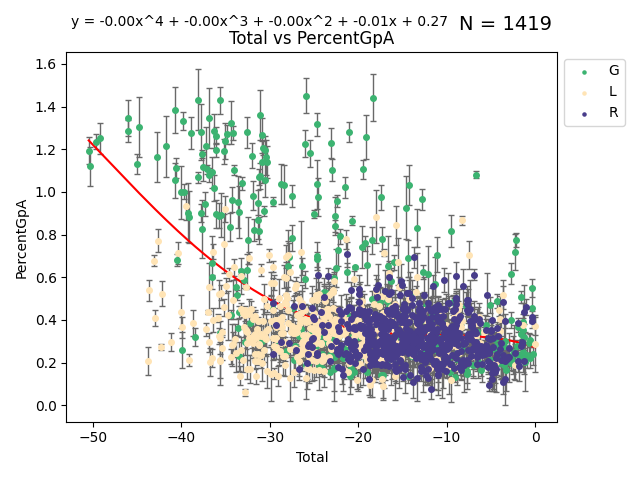 y = -0.00x^4 + -0.00x^3 + -0.00x^2 + -0.01x + 0.27 N = 1419
Total vs PercentGpA
1.6
1.4
1.2
1.0
0.8
0.6
0.4
0.2
0.0
PercentGpA
−50
−40
−30
−20
−10
0
Total
G
L
R